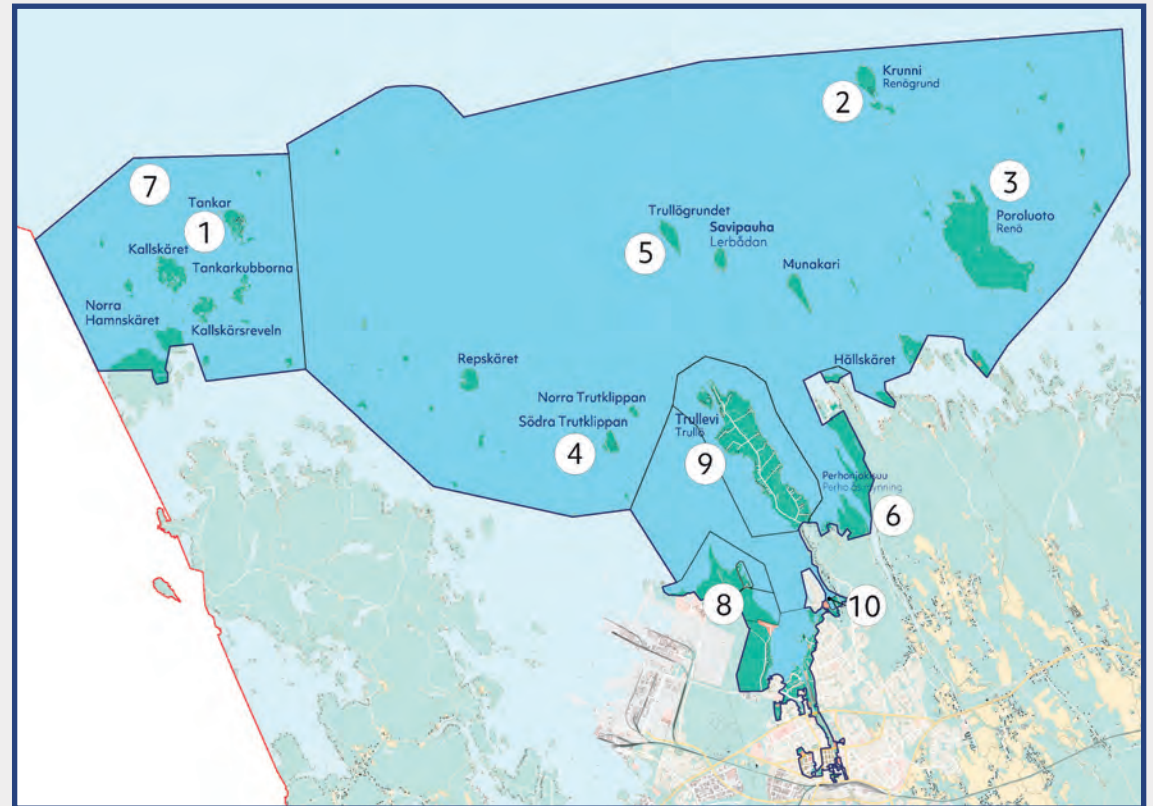 Krunni
Renögrund
2
7
3
Tankar
1
Trullögrundet
Poroluoto
Renö
Savipauha
Lerbådan
5
Kallskäret
Tankarkubborna
Munakari
Norra
Hamnskäret
Kallskärsreveln
Repskäret
Hällskäret
Norra Trutklippan
Södra Trutklippan
4
Trullevi
Trullö
9
Perhonjokisuu
Perho ås mynning
6
8
10